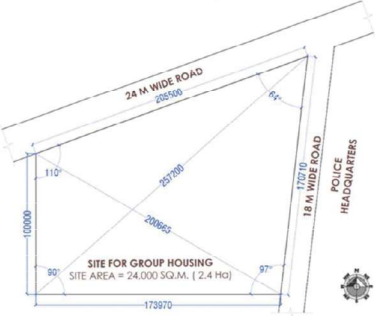 24 M WIDE ROAD
205500
64°
110°
257200
170710
18 M WIDE ROAD
POLICE
HEADQUARTERS
100000
200665
SITE FOR GROUP HOUSING
90°
SITE AREA = 24.000 SQ.M. ( 2.4 Ha)
97°
173970
N